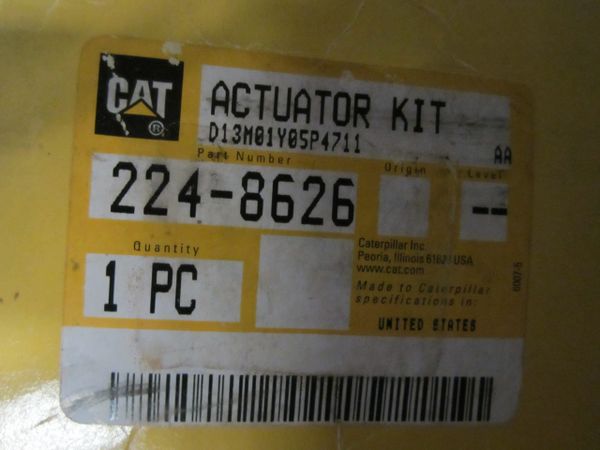 CAT®
ACTUATOR KIT
D13M01Y05P4711
AA
Part Number
Origin
Level
224-8626
--
Quantity
1 PC
Caterpillar Inc.
Peoria, Illinois USA
www.cat.com
Made to Caterpillar
specifications in:
UNITED STATES